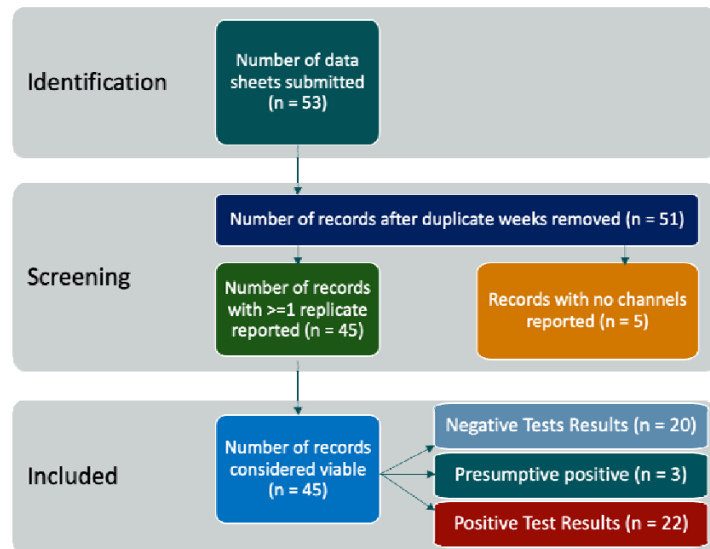 Identification
Number of data
sheets submitted
(n = 53)
Screening
Number of records after duplicate weeks removed (n = 51)
Number of records
with >=1 replicate
reported (n = 45)
Records with no channels
reported (n = 5)
Included
Number of records
considered viable
(n = 45)
Negative Tests Results (n = 20)
Presumptive positive (n = 3)
Positive Test Results (n = 22)